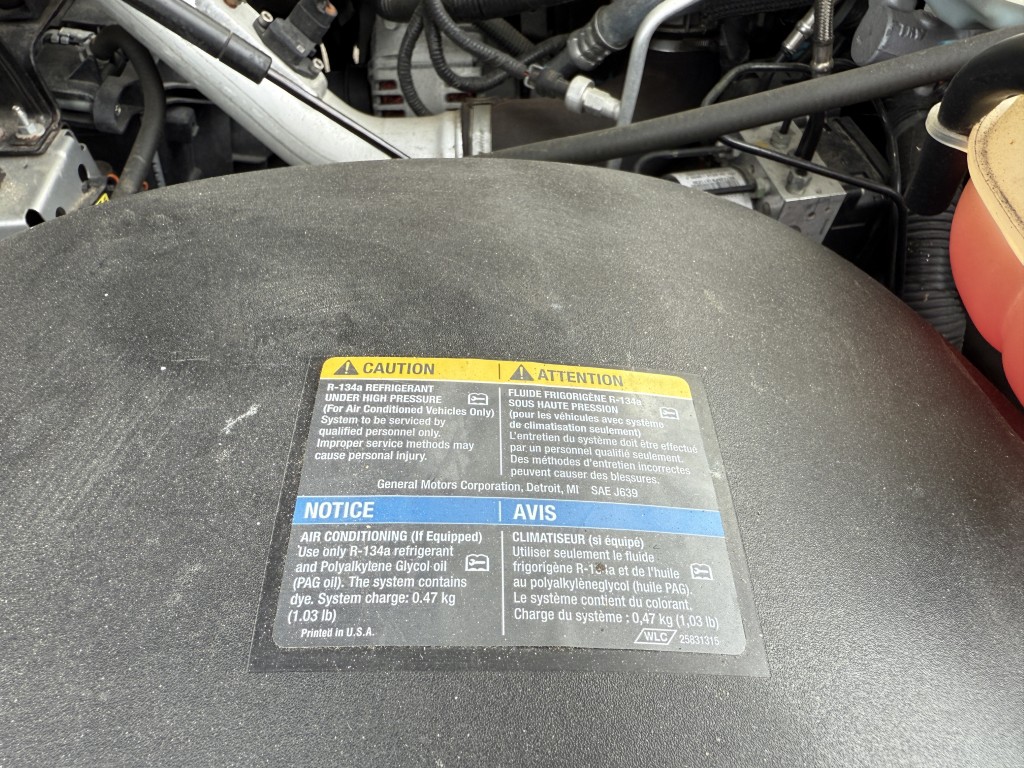 CAUTION
R-134a REFRIGERANT
UNDER HIGH PRESSURE
(For Air Conditioned Vehicles Only)
System to be serviced by
qualified personnel only.
Improper service methods may
cause personal injury.
ATTENTION
FLUIDE FRIGORIGÈNE R-134a
SOUS HAUTE PRESSION
(pour les véhicules avec système
de climatisation seulement)
L'entretien du système doit être effectué
par un personnel qualifié seulement.
Des méthodes d'entretien incorrectes
peuvent causer des blessures.
General Motors Corporation, Detroit, MI SAE J639
NOTICE
AIR CONDITIONING (If Equipped)
Use only R-134a refrigerant
and Polyalkylene Glycol oil
(PAG oil). The system contains
dye. System charge: 0.47 kg
(1.03 lb)
Printed in U.S.A.
AVIS
CLIMATISEUR (si équipé)
Utiliser seulement le fluide
frigorigène R-134a et de l'huile
au polyalkylèneglycol (huile PAG).
Le système contient du colorant.
Charge du système : 0,47 kg (1,03 lb)
WLC 25831315